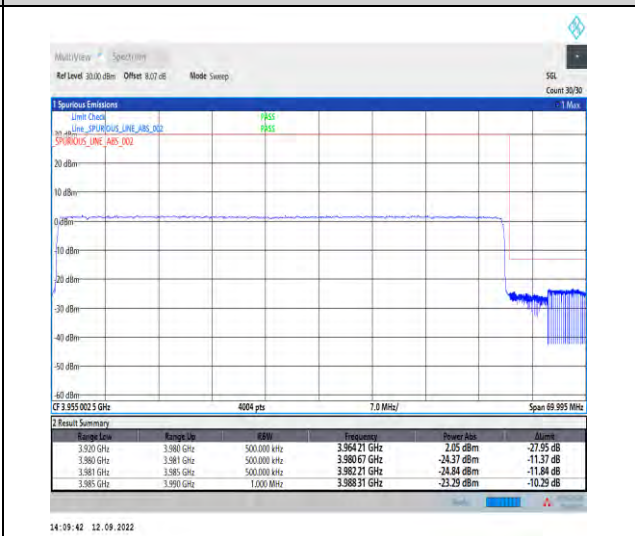 MultiView Spectrum
Ref Level 30.00 dBm Offset 8.07 dB Mode Sweep SGL
Count 30/30
1 Spurious Emissions 1 Max
Limit Check PASS
Line _SPURIOUS_LINE_ABS_002 PASS
_SPURIOUS_LINE_ABS_002
20 dBm
10 dBm
0 dBm
-10 dBm
-20 dBm
-30 dBm
-40 dBm
-50 dBm
-60 dBm
CF 3.955 002 5 GHz 4004 pts 7.0 MHz/ Span 69.995 MHz
2 Result Summary
Range Low Range Up RBW Frequency Power Abs ΔLimit
3.920 GHz 3.980 GHz 500.000 kHz 3.964 21 GHz 2.05 dBm -27.95 dB
3.980 GHz 3.981 GHz 500.000 kHz 3.980 67 GHz -24.37 dBm -11.37 dB
3.981 GHz 3.985 GHz 500.000 kHz 3.982 21 GHz -24.84 dBm -11.84 dB
3.985 GHz 3.990 GHz 1.000 MHz 3.988 31 GHz -23.29 dBm -10.29 dB
14:09:42 12.09.2022